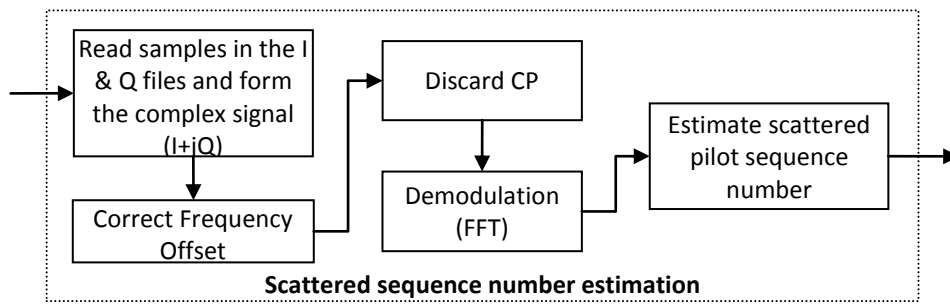 Read samples in the I
& Q files and form
the complex signal
(I+jQ)
Correct Frequency
Offset
Discard CP
Demodulation
(FFT)
Estimate scattered
pilot sequence
number
Scattered sequence number estimation